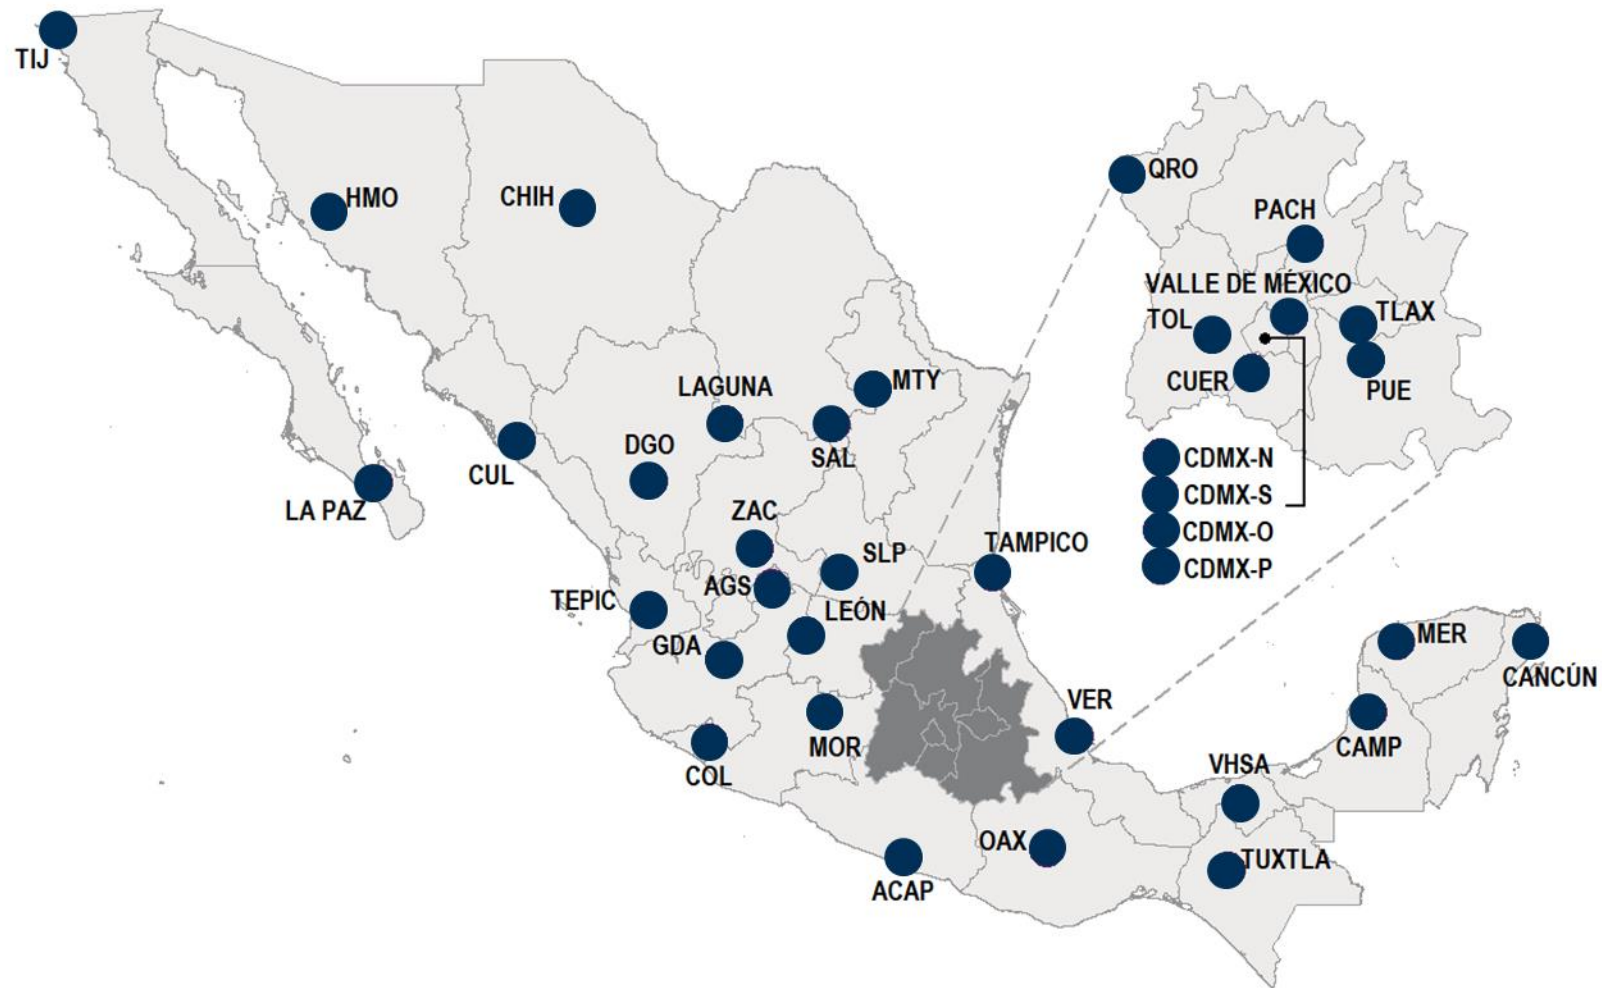 TIJ
QRO
HMO
CHIH
PACH
VALLE DE MÉXICO
TLAX
TOL
MTY
LAGUNA
CUER
PUE
DGO
SAL
CUL
CDMX-N
CDMX-S
LA PAZ
ZAC
CDMX-O
TAMPICO
SLP
CDMX-P
AGS
TEPIC
LEÓN
GDA
MER
CANCÚN
VER
MOR
CAMP
COL
VHSA
OAX
TUXTLA
ACAP